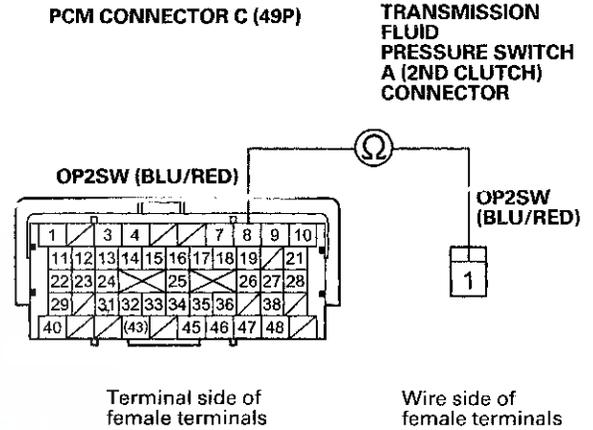 PCM CONNECTOR C (49P)
TRANSMISSION
FLUID
PRESSURE SWITCH
A (2ND CLUTCH)
CONNECTOR
Ω
OP2SW (BLU/RED)
OP2SW
(BLU/RED)
1 3 4 7 8 9 10
11 12 13 14 15 16 17 18 19 21
22 23 24 25 26 27 28
29 31 32 33 34 35 36 38
40 (43) 45 46 47 48
1
Terminal side of
female terminals
Wire side of
female terminals